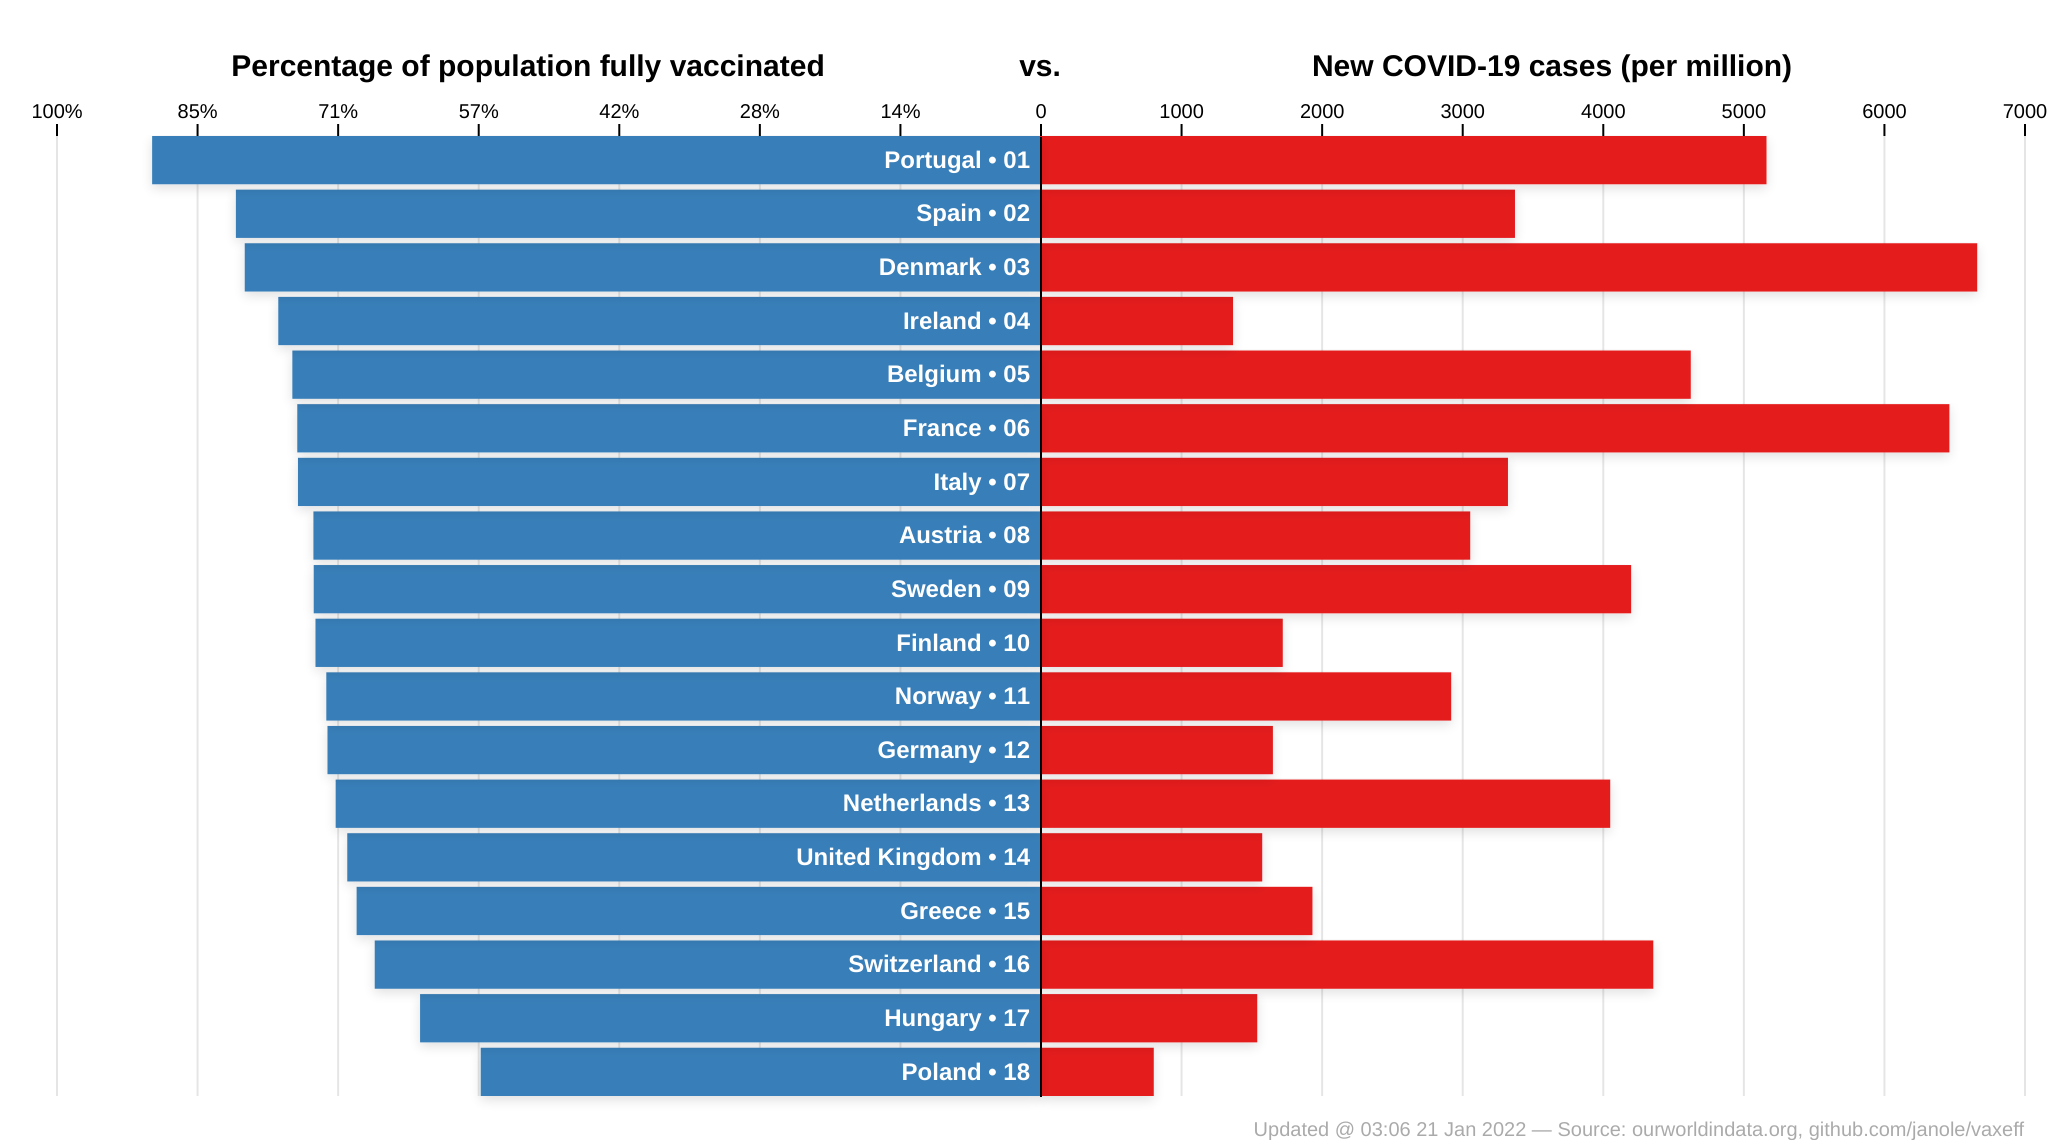 Percentage of population fully vaccinated vs. New COVID-19 cases (per million)
100% 85% 71% 57% 42% 28% 14% 0 1000 2000 3000 4000 5000 6000 7000
Portugal • 01
Spain • 02
Denmark • 03
Ireland • 04
Belgium • 05
France • 06
Italy • 07
Austria • 08
Sweden • 09
Finland • 10
Norway • 11
Germany • 12
Netherlands • 13
United Kingdom • 14
Greece • 15
Switzerland • 16
Hungary • 17
Poland • 18
Updated @ 03:06 21 Jan 2022 — Source: ourworldindata.org, github.com/janole/vaxeff